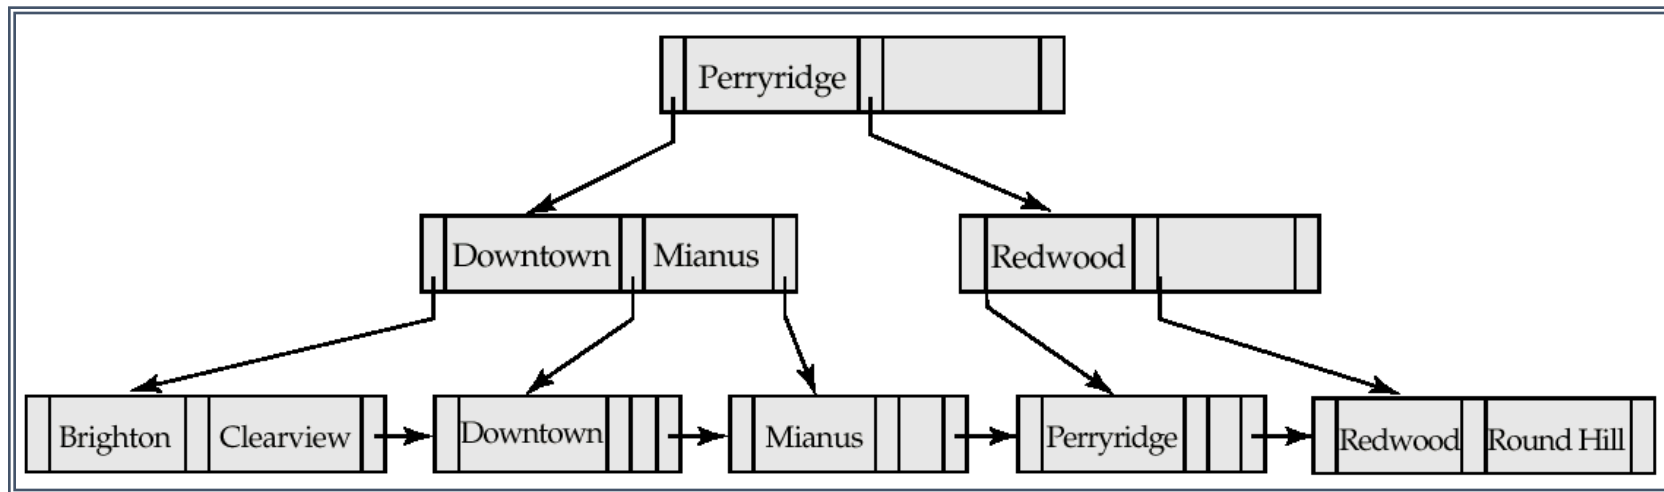 Perryridge
Downtown Mianus Redwood
Brighton Clearview Downtown Mianus Perryridge Redwood Round Hill